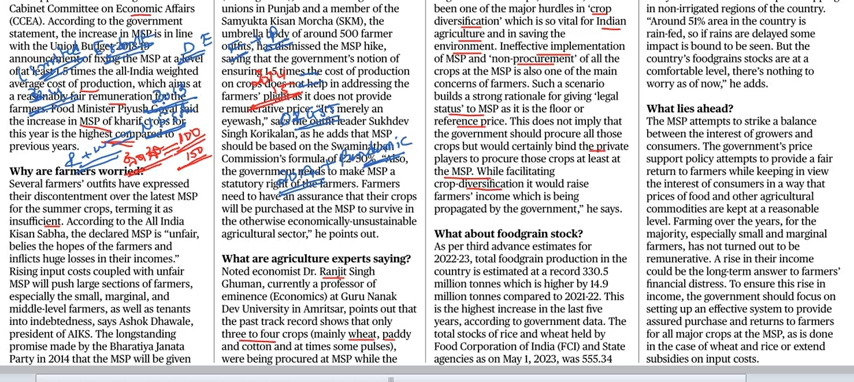 Cabinet Committee on Economic Affairs
(CCEA). According to the government
statement, the increase in MSP is in line
with the Union Budget 2018-19
announcement of fixing the MSP at a level
of at least 1.5 times the all-India weighted
average cost of production, which aims at
a reasonably fair remuneration to the
farmers. Food Minister Piyush Goyal said
the increase in MSP of kharif crops for
this year is the highest compared to
previous years.
Why are farmers worried?
Several farmers’ outfits have expressed
their discontentment over the latest MSP
for the summer crops, terming it as
insufficient. According to the All India
Kisan Sabha, the declared MSP is “unfair,
belies the hopes of the farmers and
inflicts huge losses in their incomes.”
Rising input costs coupled with unfair
MSP will push large sections of farmers,
especially the small, marginal, and
middle-level farmers, as well as tenants
into indebtedness, says Ashok Dhawale,
president of AIKS. The longstanding
promise made by the Bharatiya Janata
Party in 2014 that the MSP will be given
unions in Punjab and a member of the
Samyukta Kisan Morcha (SKM), the
umbrella body of around 500 farmer
outfits, has dismissed the MSP hike,
saying that the government’s notion of
ensuring 1.5 times the cost of production
on crops does not help in addressing the
farmers’ plight as it does not provide
remunerative price. “It’s merely an
eyewash,” says the outfit leader Sukhdev
Singh Korikalan, as he adds that MSP
should be based on the Swaminathan
Commission’s formula of C2+50%. “Also,
the government needs to make MSP a
statutory right of the farmers. Farmers
need to have an assurance that their crops
will be purchased at the MSP to survive in
the otherwise economically-unsustainable
agricultural sector,” he points out.
What are agriculture experts saying?
Noted economist Dr. Ranjit Singh
Ghuman, currently a professor of
eminence (Economics) at Guru Nanak
Dev University in Amritsar, points out that
the past track record shows that only
three to four crops (mainly wheat, paddy
and cotton and at times some pulses),
were being procured at MSP while the
been one of the major hurdles in ‘crop
diversification’ which is so vital for Indian
agriculture and in saving the
environment. Ineffective implementation
of MSP and ‘non-procurement’ of all the
crops at the MSP is also one of the main
concerns of farmers. Such a scenario
builds a strong rationale for giving ‘legal
status’ to MSP as it is the floor or
reference price. This does not imply that
the government should procure all those
crops but would certainly bind the private
players to procure those crops at least at
the MSP. While facilitating
crop-diversification it would raise
farmers’ income which is being
propagated by the government,” he says.
What about foodgrain stock?
As per third advance estimates for
2022-23, total foodgrain production in the
country is estimated at a record 330.5
million tonnes which is higher by 14.9
million tonnes compared to 2021-22. This
is the highest increase in the last five
years, according to government data. The
total stocks of rice and wheat held by
Food Corporation of India (FCI) and State
agencies as on May 1, 2023, was 555.34
in non-irrigated regions of the country.
“Around 51% area in the country is
rain-fed, so if rains are delayed some
impact is bound to be seen. But the
country’s foodgrains stocks are at a
comfortable level, there’s nothing to
worry as of now,” he adds.
What lies ahead?
The MSP attempts to strike a balance
between the interest of growers and
consumers. The government’s price
support policy attempts to provide a fair
return to farmers while keeping in view
the interest of consumers in a way that
prices of food and other agricultural
commodities are kept at a reasonable
level. Farming over the years, for the
majority, especially small and marginal
farmers, has not turned out to be
remunerative. A rise in their income
could be the long-term answer to farmers’
financial distress. To ensure this rise in
income, the government should focus on
setting up an effective system to provide
assured purchase and returns to farmers
for all major crops at the MSP, as is done
in the case of wheat and rice or extend
subsidies on input costs.
D E
100
150